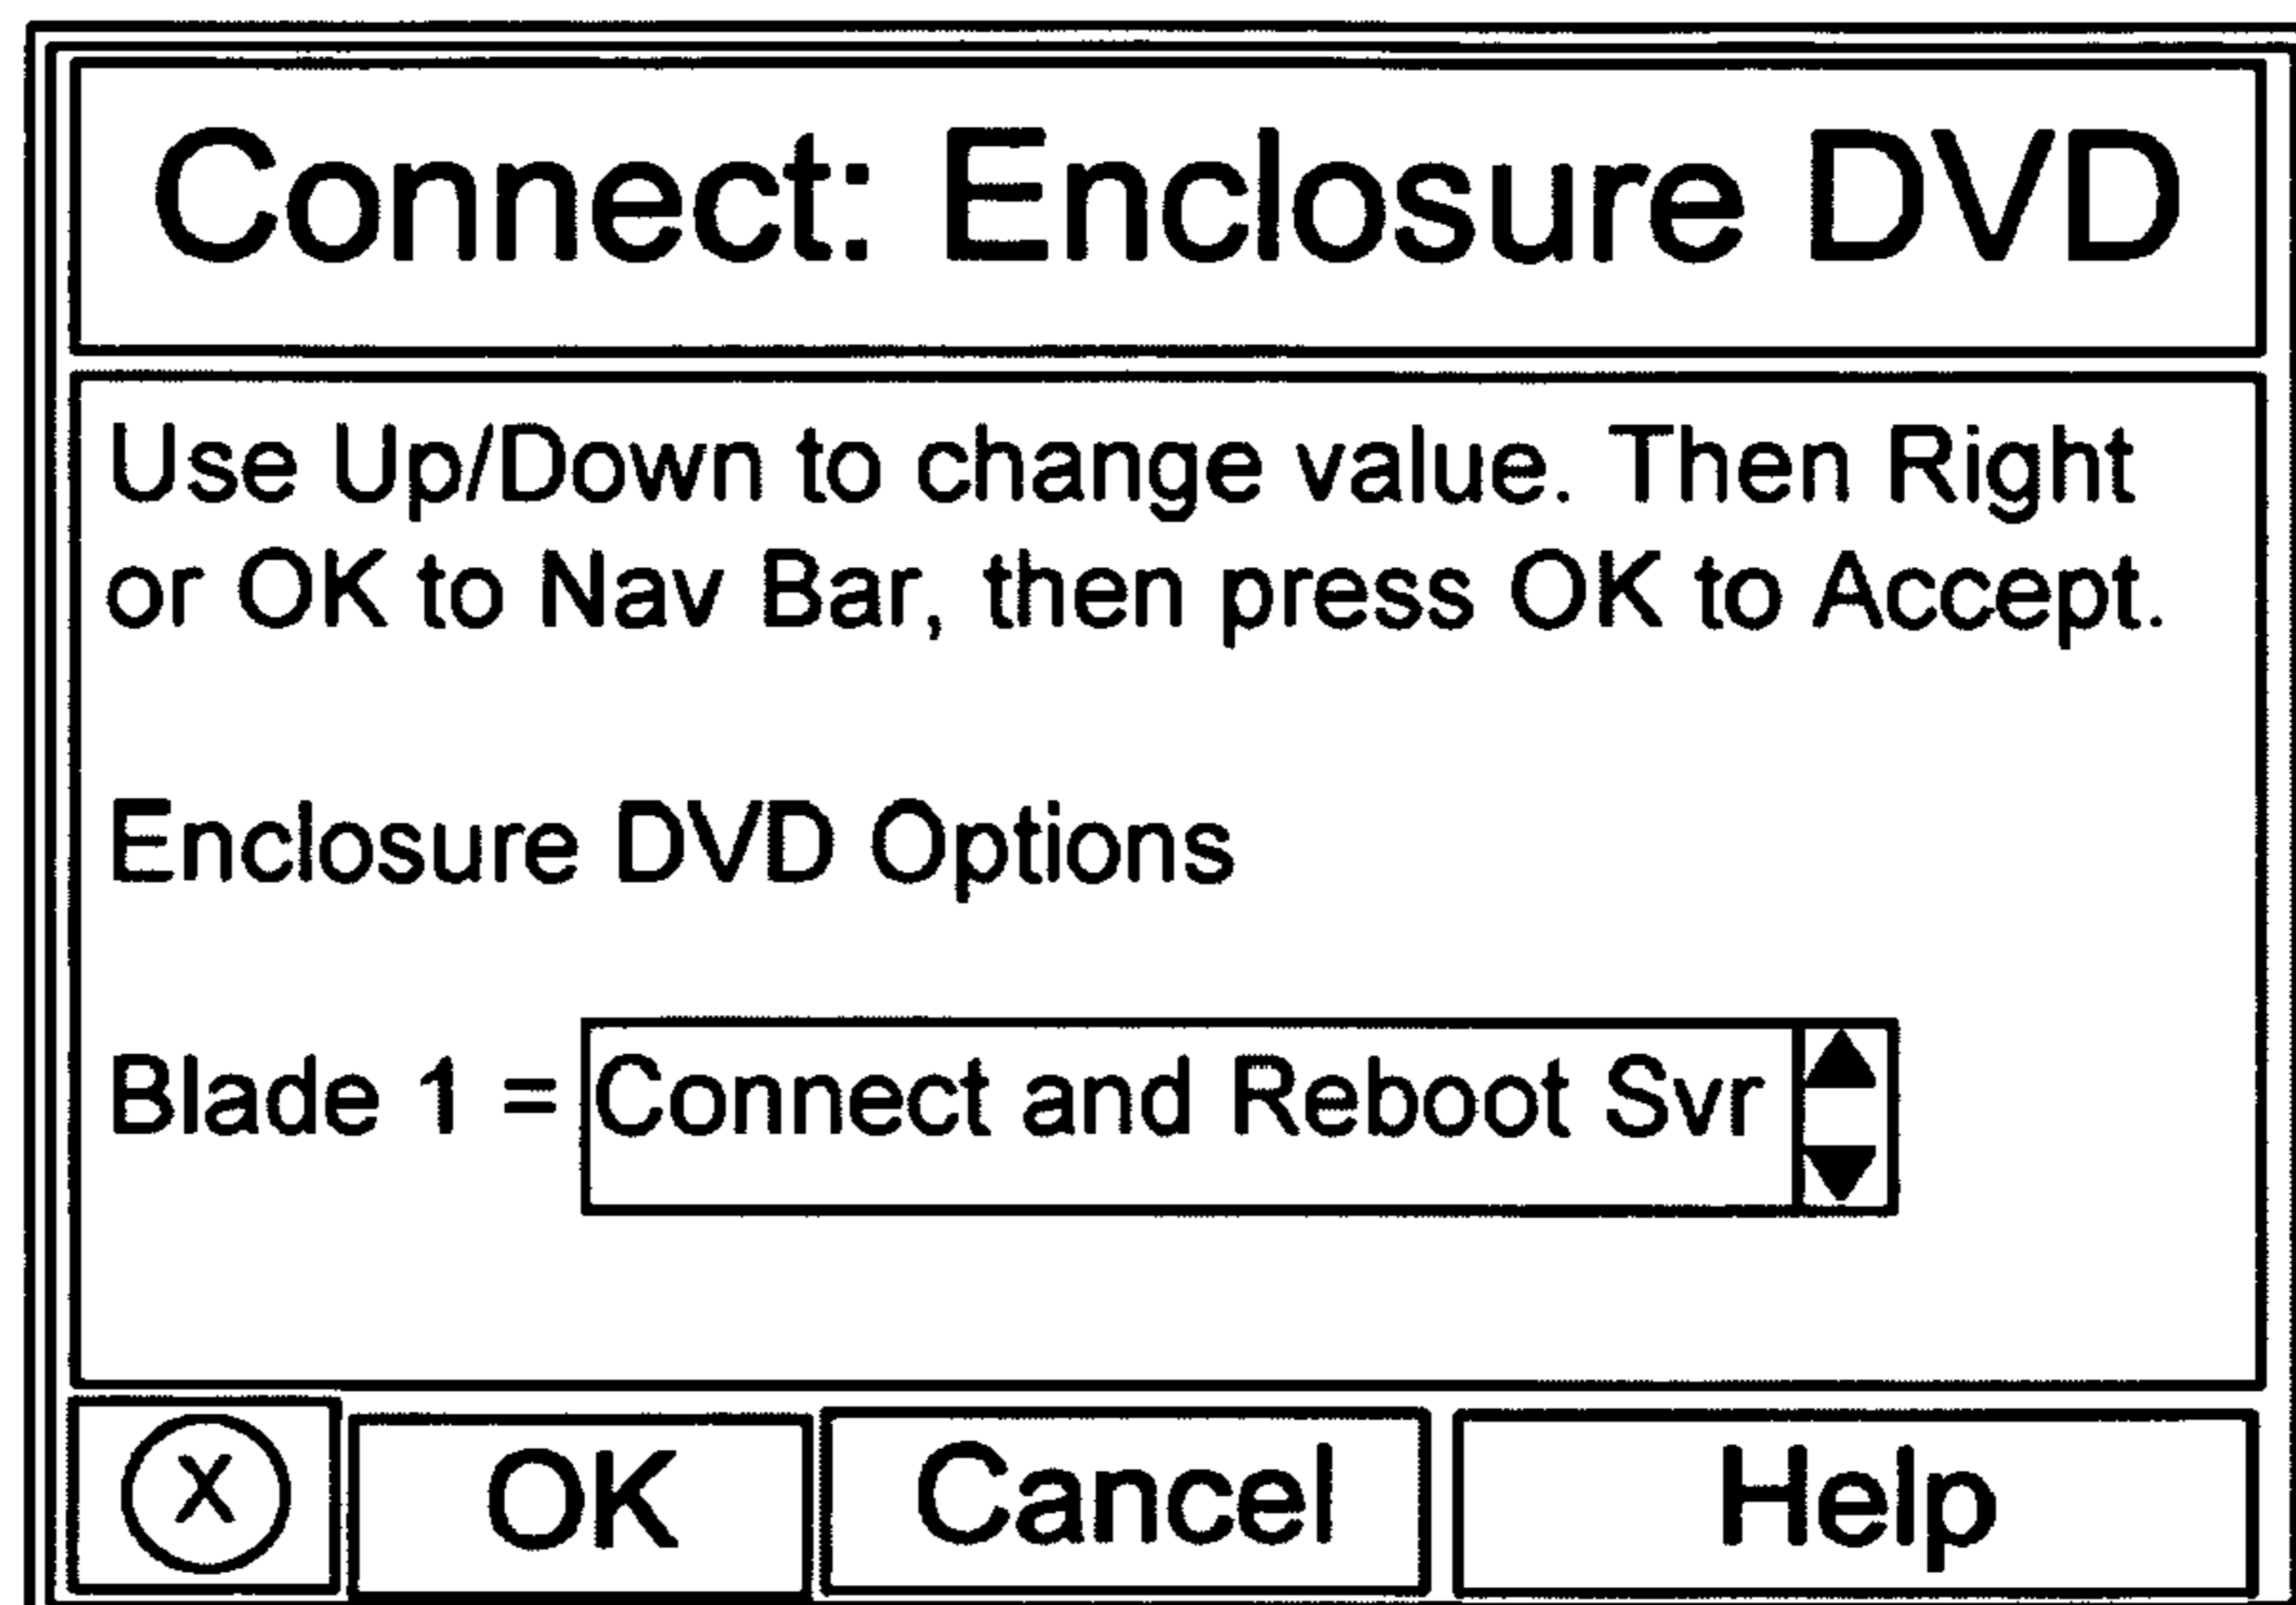 Connect: Enclosure DVD
Use Up/Down to change value. Then Right
or OK to Nav Bar, then press OK to Accept.
Enclosure DVD Options
Blade 1 = Connect and Reboot Svr
X OK Cancel Help